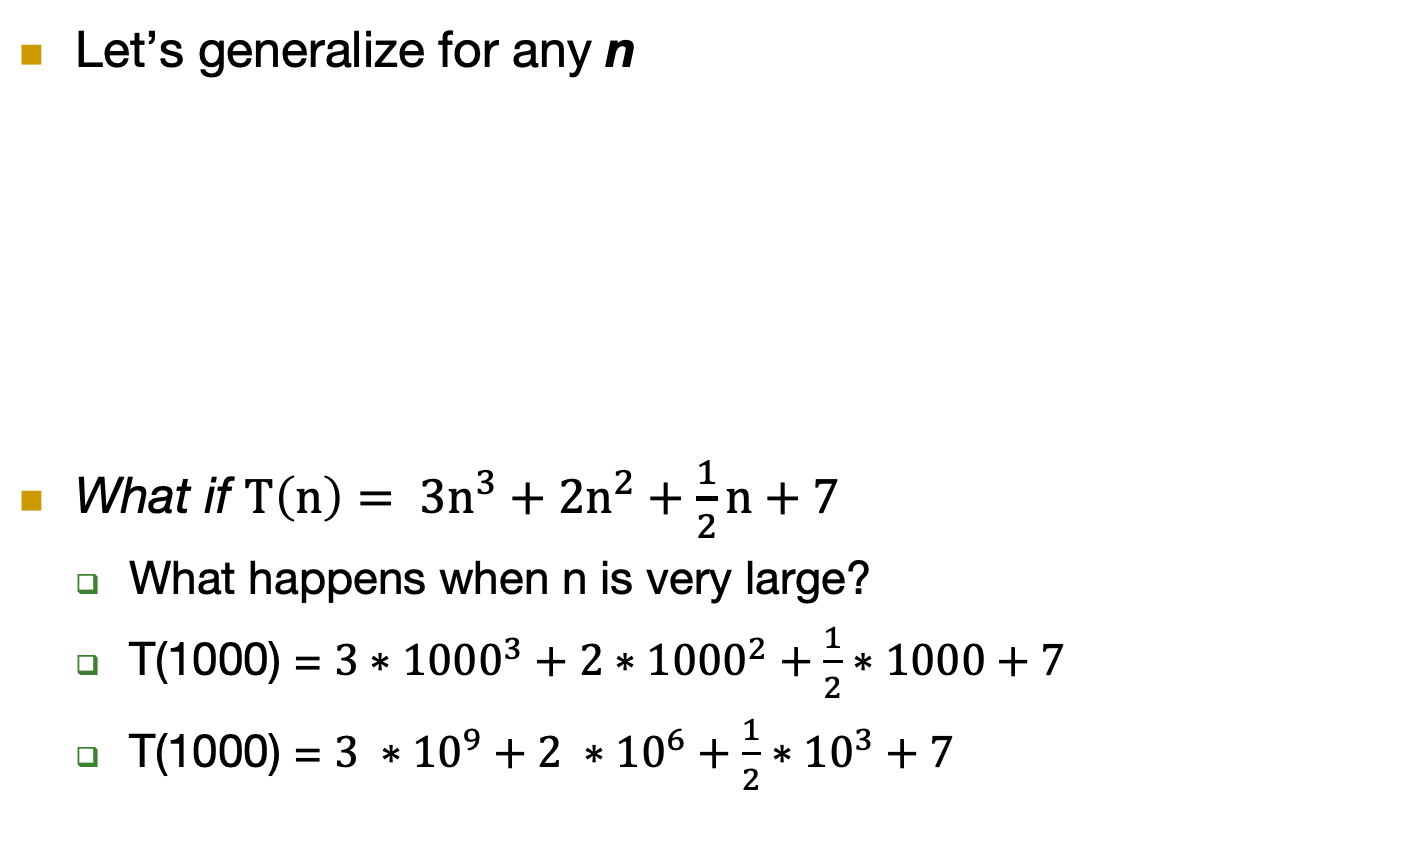 Let’s generalize for any n
What if T(n) = 3n³ + 2n² + ½n + 7
What happens when n is very large?
T(1000) = 3 ∗ 1000³ + 2 ∗ 1000² + ½ ∗ 1000 + 7
T(1000) = 3 ∗ 10⁹ + 2 ∗ 10⁶ + ½ ∗ 10³ + 7